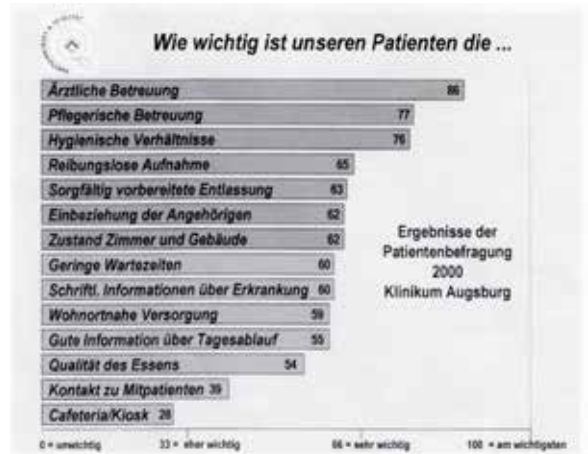 Wie wichtig ist unseren Patienten die ...
Ärztliche Betreuung 86
Pflegerische Betreuung 77
Hygienische Verhältnisse 76
Reibungslose Aufnahme 65
Sorgfältig vorbereitete Entlassung 63
Einbeziehung der Angehörigen 62
Zustand Zimmer und Gebäude 62
Geringe Wartezeiten 60
Schriftl. Informationen über Erkrankung 60
Wohnortnahe Versorgung 59
Gute Information über Tagesablauf 55
Qualität des Essens 54
Kontakt zu Mitpatienten 39
Cafeteria/Kiosk 28
Ergebnisse der
Patientenbefragung
2000
Klinikum Augsburg
0 = unwichtig 33 = eher wichtig 66 = sehr wichtig 100 = am wichtigsten